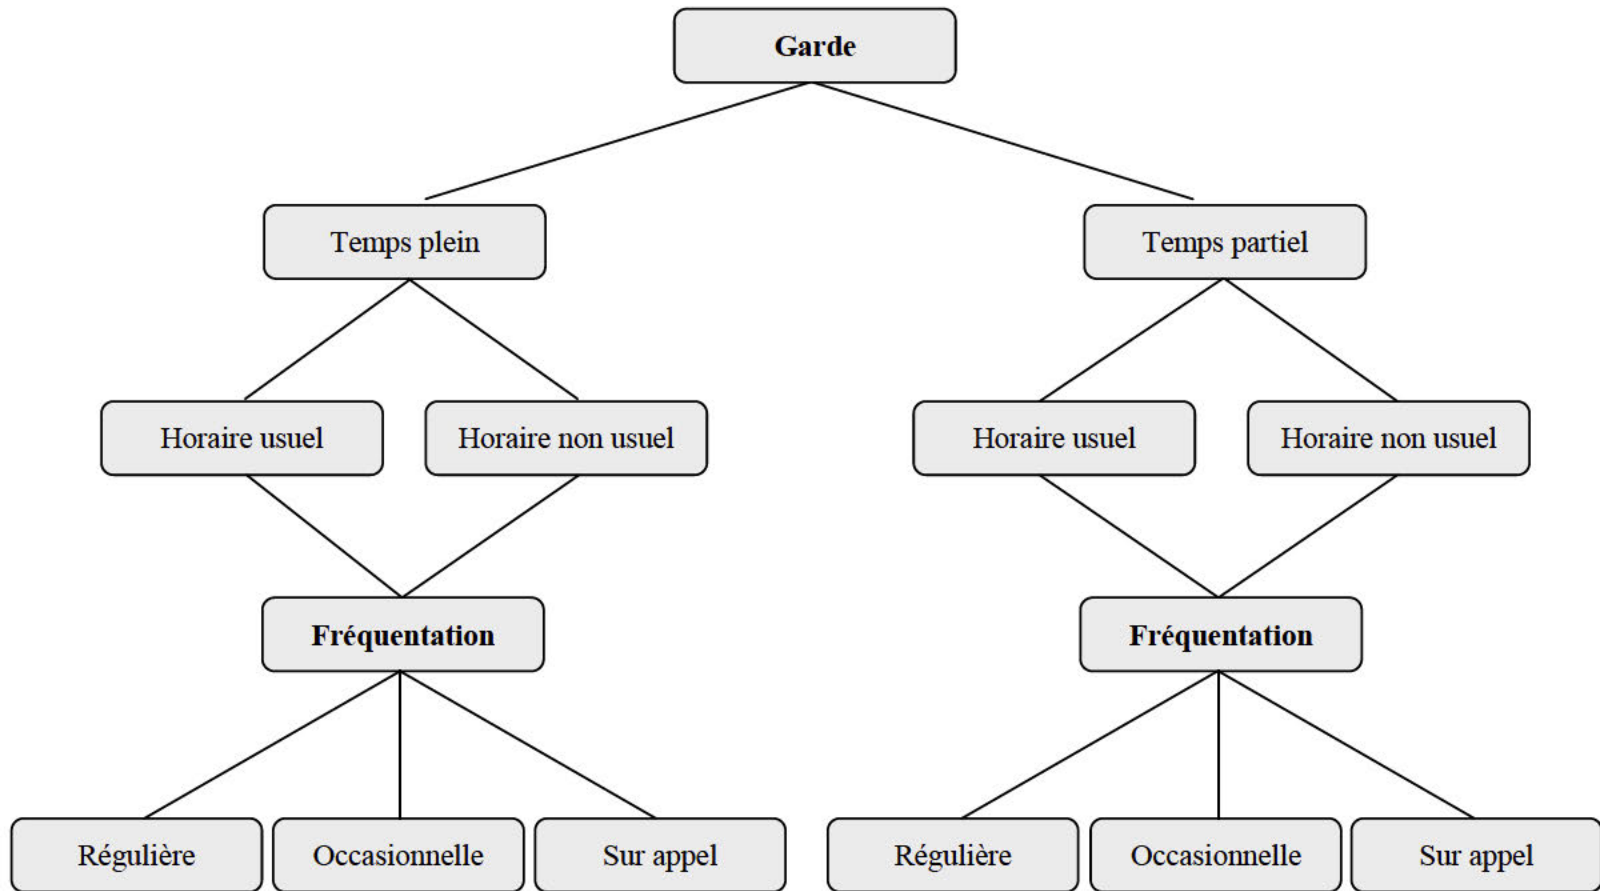 Garde
Temps plein
Temps partiel
Horaire usuel
Horaire non usuel
Horaire usuel
Horaire non usuel
Fréquentation
Fréquentation
Régulière
Occasionnelle
Sur appel
Régulière
Occasionnelle
Sur appel